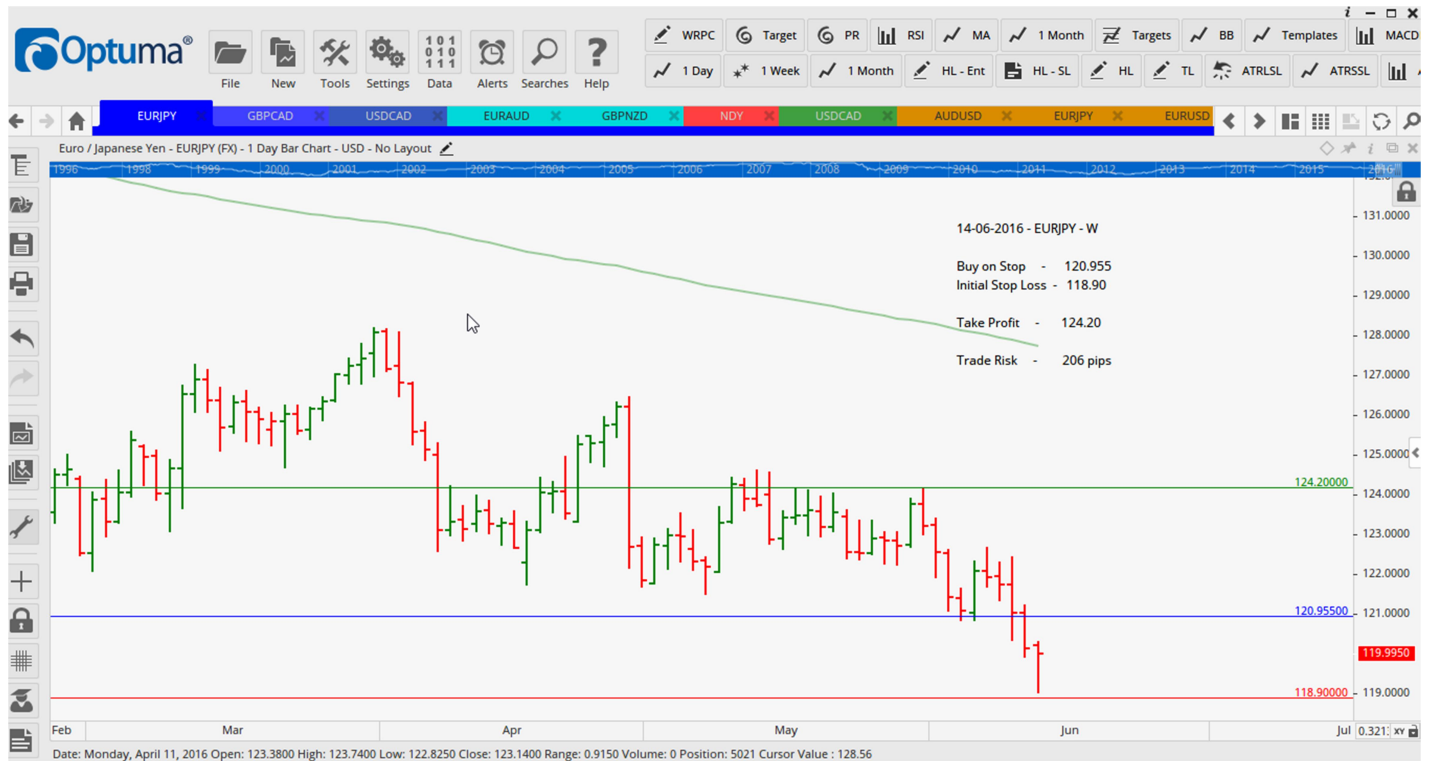 Optuma®
File New Tools Settings Data Alerts Searches Help
WRPC Target PR RSI MA 1 Month Targets BB Templates MACD
1 Day 1 Week 1 Month HL - Ent HL - SL HL TL ATRLSL ATRSSL
EURJPY GBPCAD USDCAD EURAUD GBPNZD NDY USDCAD AUDUSD EURJPY EURUSD
Euro / Japanese Yen - EURJPY (FX) - 1 Day Bar Chart - USD - No Layout
1996 1998 1999 2000 2001 2002 2003 2004 2005 2006 2007 2008 2009 2010 2011 2012 2013 2014 2015 2016
131.0000
14-06-2016 - EURJPY - W
130.0000
Buy on Stop - 120.955
Initial Stop Loss - 118.90
129.0000
Take Profit - 124.20
128.0000
Trade Risk - 206 pips
127.0000
126.0000
125.0000
124.20000
124.0000
123.0000
122.0000
120.95500
121.0000
119.9950
118.90000
119.0000
Feb Mar Apr May Jun Jul
Date: Monday, April 11, 2016 Open: 123.3800 High: 123.7400 Low: 122.8250 Close: 123.1400 Range: 0.9150 Volume: 0 Position: 5021 Cursor Value : 128.56